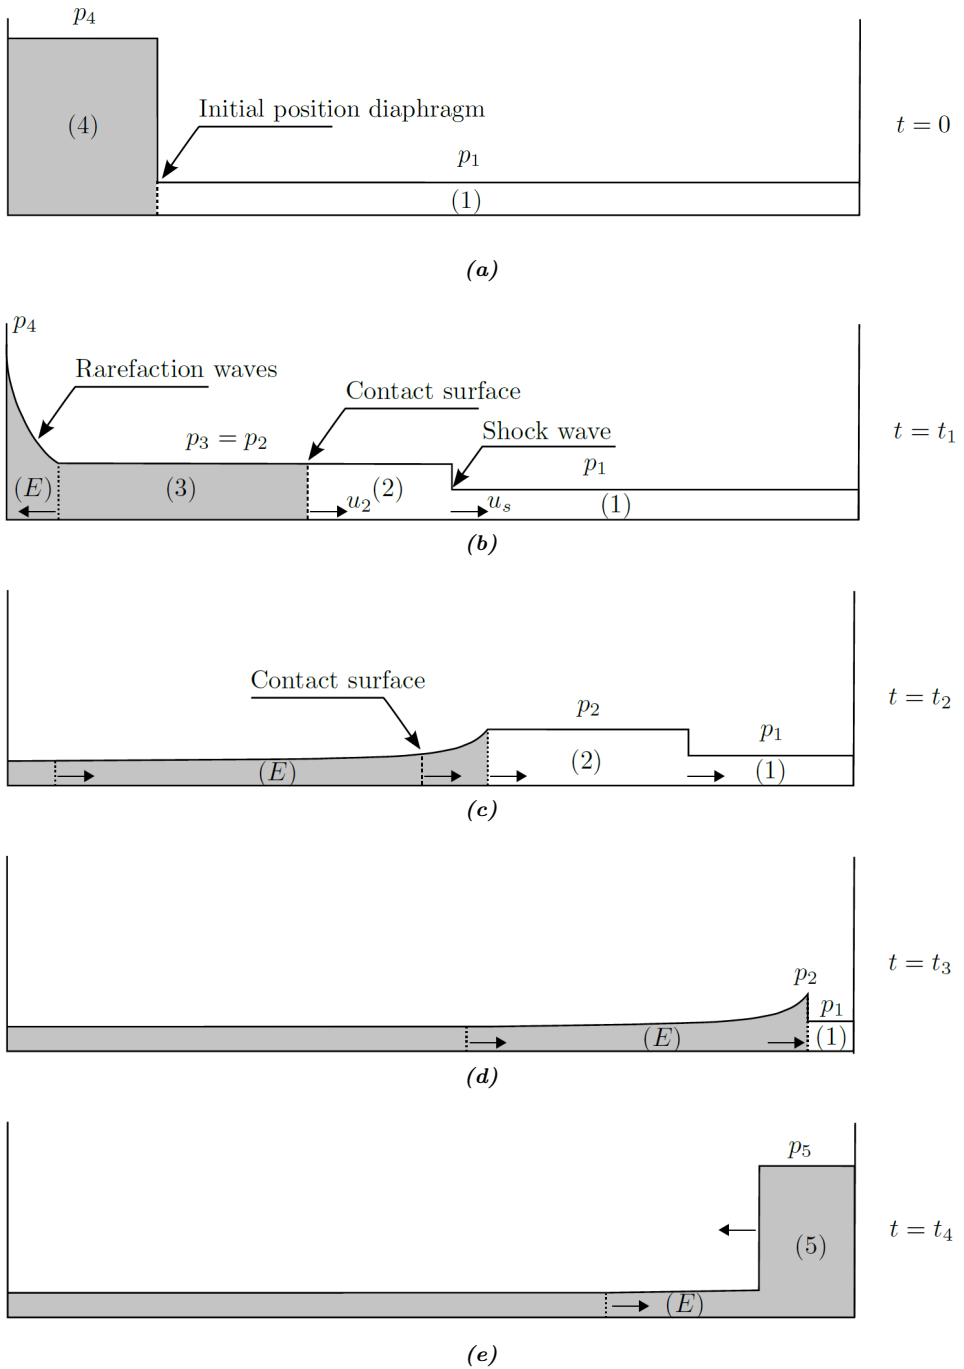 p4
Initial position diaphragm
(4)
t = 0
p1
(1)
(a)
p4
Rarefaction waves
Contact surface
Shock wave
p3 = p2
t = t1
p1
(E)
(3)
(2)
u2
us
(1)
(b)
Contact surface
p2
t = t2
p1
(E)
(2)
(1)
(c)
t = t3
p2
p1
(E)
(1)
(d)
p5
t = t4
(5)
(E)
(e)